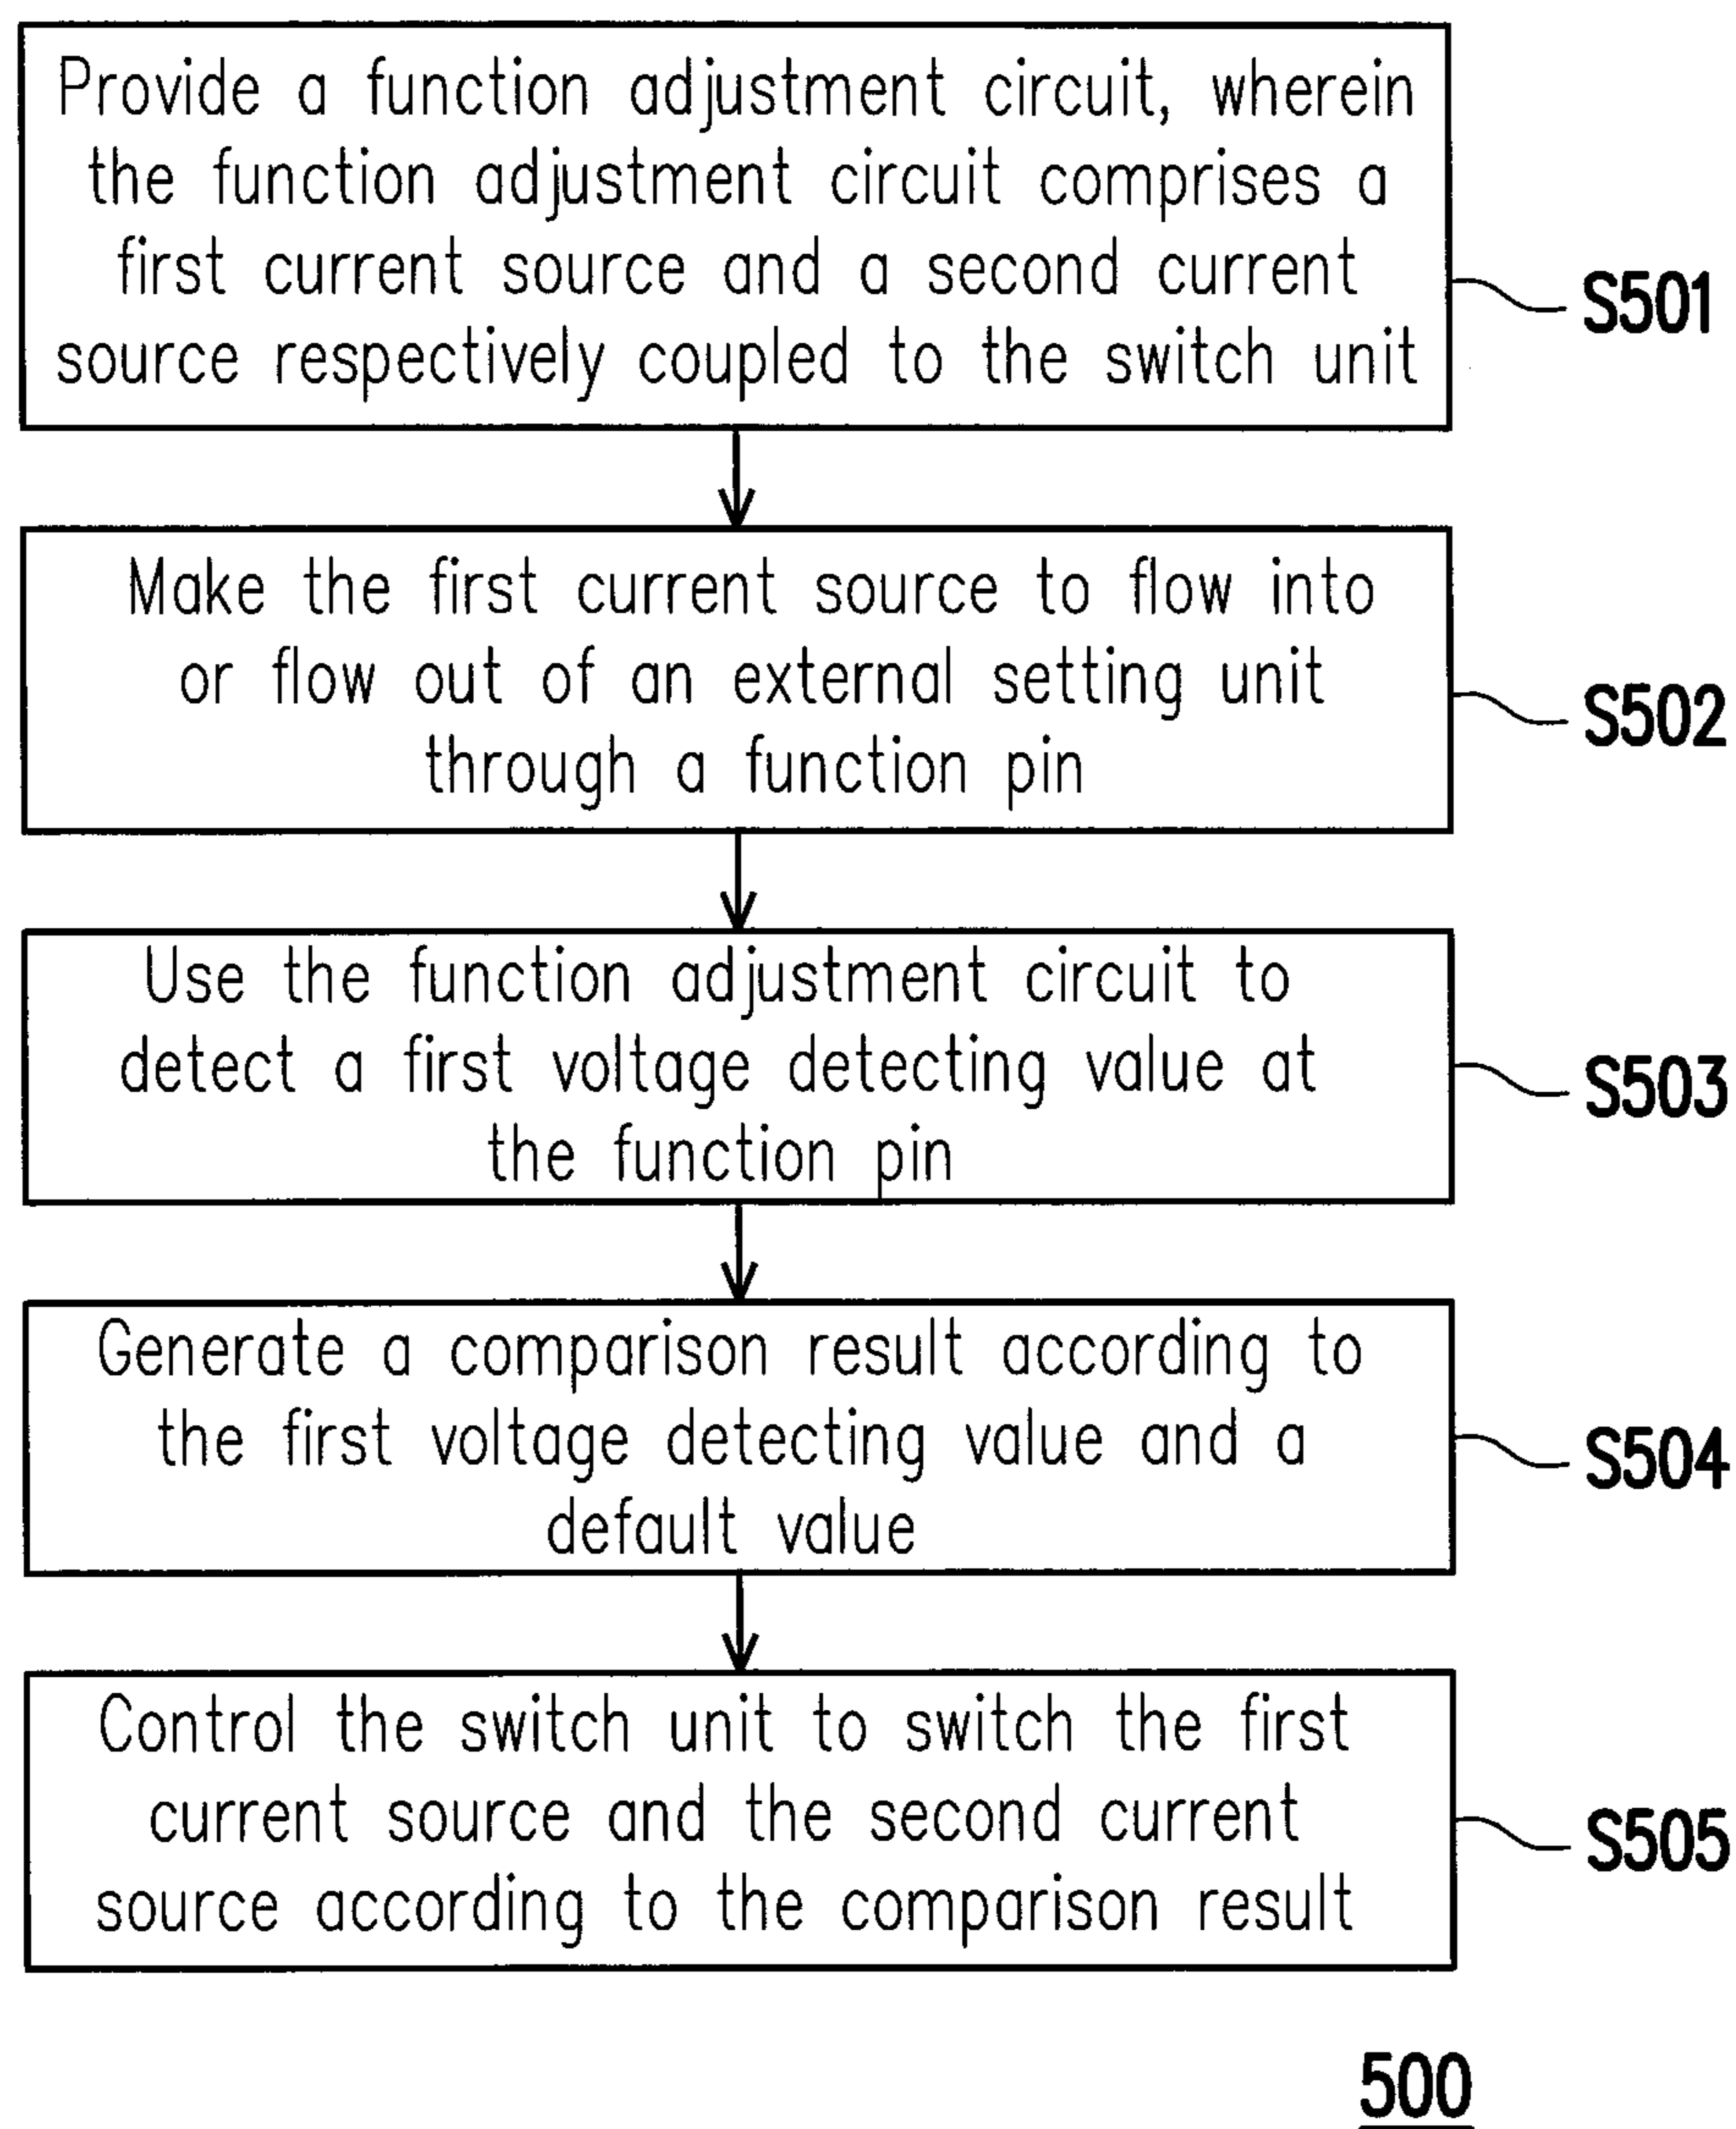 Provide a function adjustment circuit, wherein
the function adjustment circuit comprises a
first current source and a second current
source respectively coupled to the switch unit
S501
Make the first current source to flow into
or flow out of an external setting unit
through a function pin
S502
Use the function adjustment circuit to
detect a first voltage detecting value at
the function pin
S503
Generate a comparison result according to
the first voltage detecting value and a
default value
S504
Control the switch unit to switch the first
current source and the second current
source according to the comparison result
S505
500